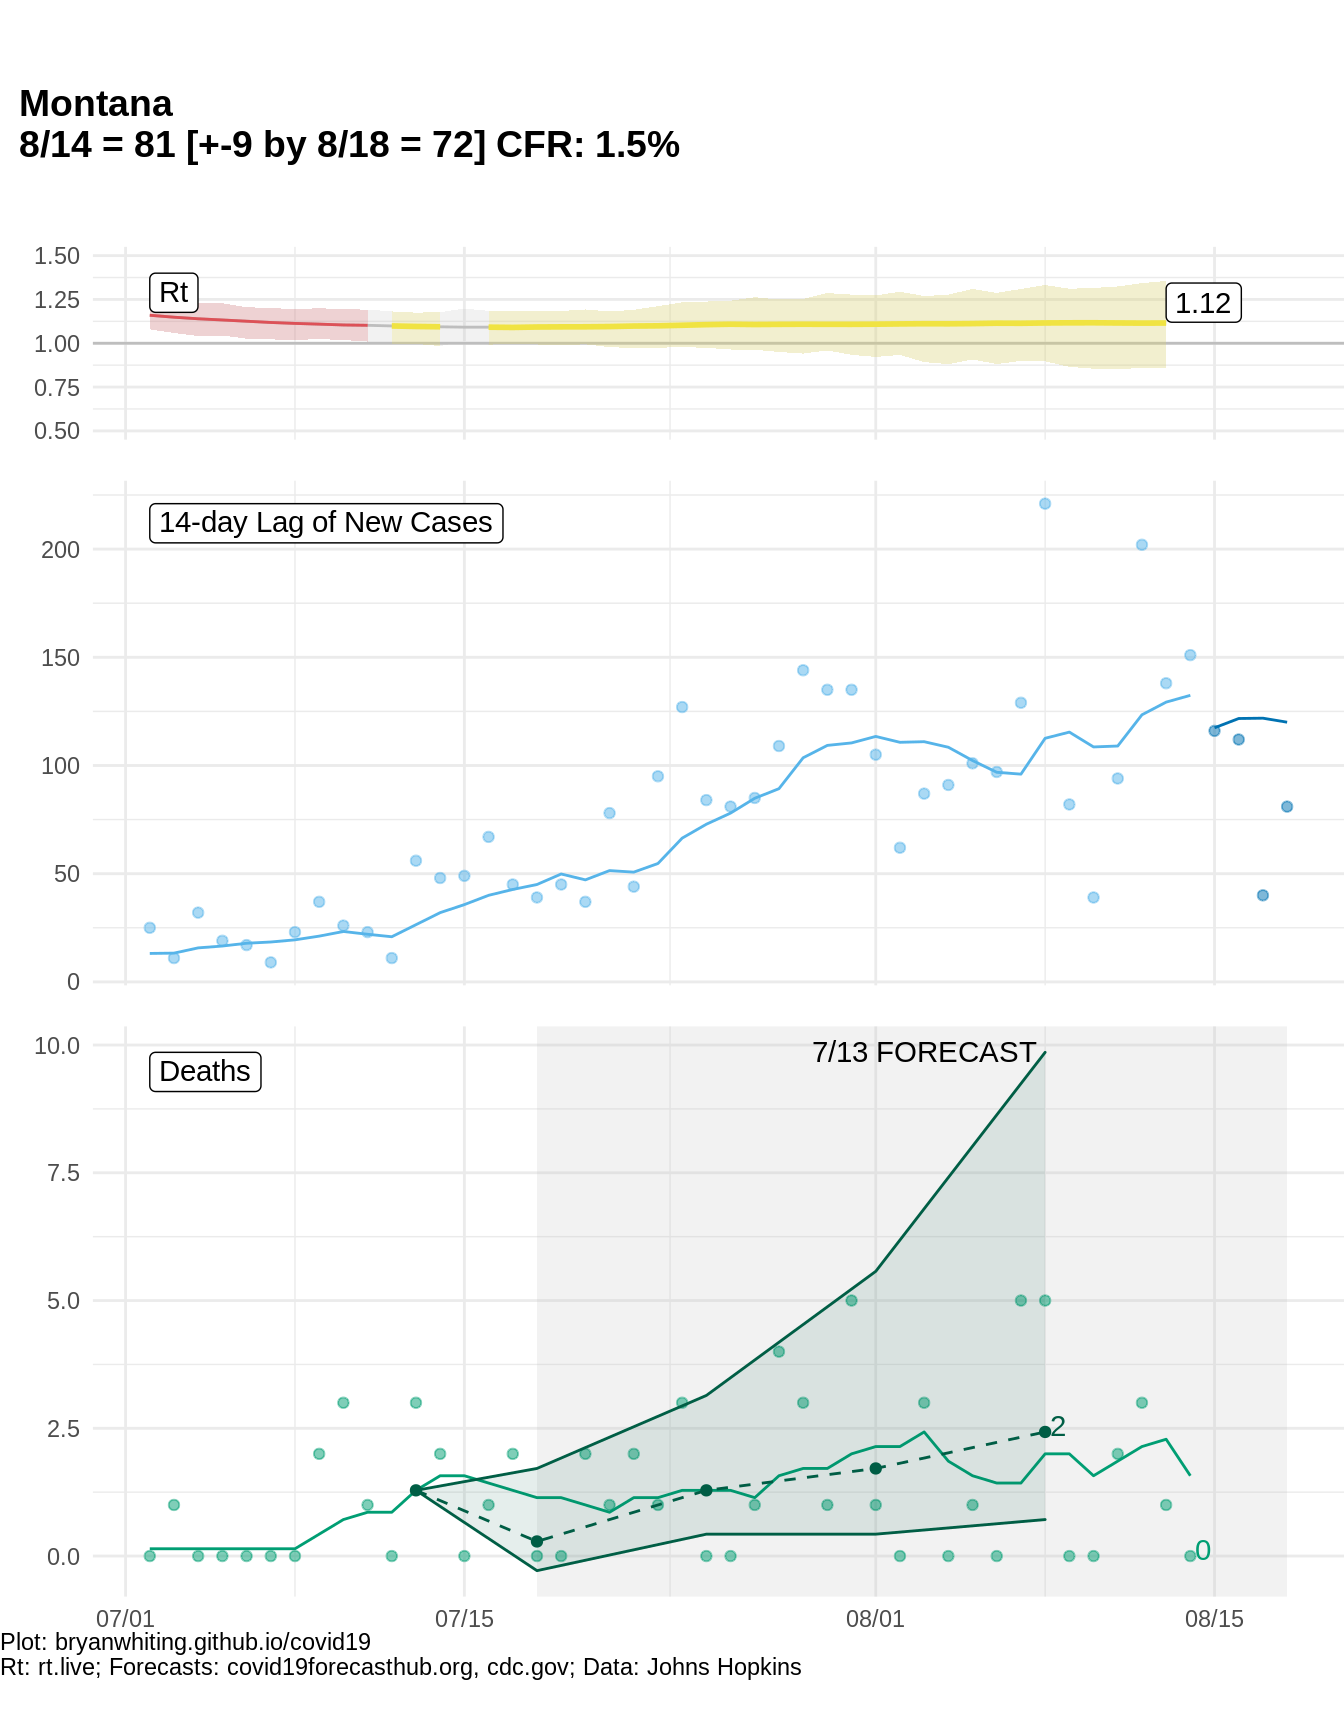 Montana
8/14 = 81 [+-9 by 8/18 = 72] CFR: 1.5%
1.50
1.25
1.00
0.75
0.50
Rt
1.12
14-day Lag of New Cases
200
150
100
50
0
10.0
7.5
5.0
2.5
0.0
Deaths
7/13 FORECAST
2
0
07/01
07/15
08/01
08/15
Plot: bryanwhiting.github.io/covid19
Rt: rt.live; Forecasts: covid19forecasthub.org, cdc.gov; Data: Johns Hopkins